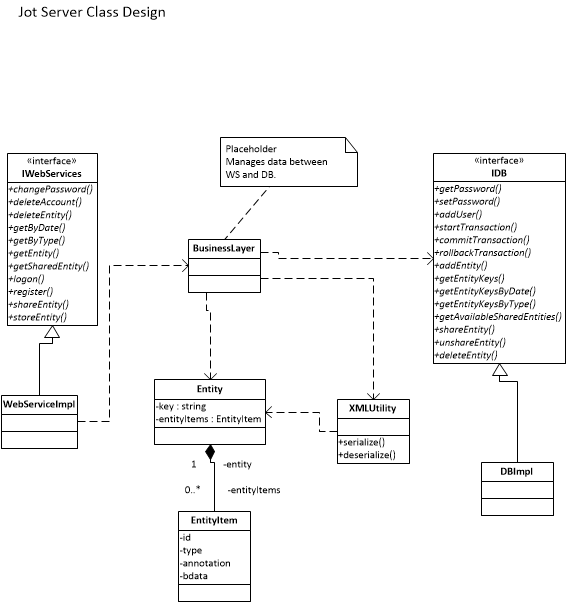 Jot Server Class Design
«interface»
IWebServices
+changePassword()
+deleteAccount()
+deleteEntity()
+getByDate()
+getByType()
+getEntity()
+getSharedEntity()
+logon()
+register()
+shareEntity()
+storeEntity()
Placeholder
Manages data between
WS and DB.
«interface»
IDB
+getPassword()
+setPassword()
+addUser()
+startTransaction()
+commitTransaction()
+rollbackTransaction()
+addEntity()
+getEntityKeys()
+getEntityKeysByDate()
+getEntityKeysByType()
+getAvailableSharedEntities()
+shareEntity()
+unshareEntity()
+deleteEntity()
BusinessLayer
WebServiceImpl
Entity
-key : string
-entityItems : EntityItem
XMLUtility
+serialize()
+deserialize()
DBImpl
1
-entity
0..*
-entityItems
EntityItem
-id
-type
-annotation
-bdata